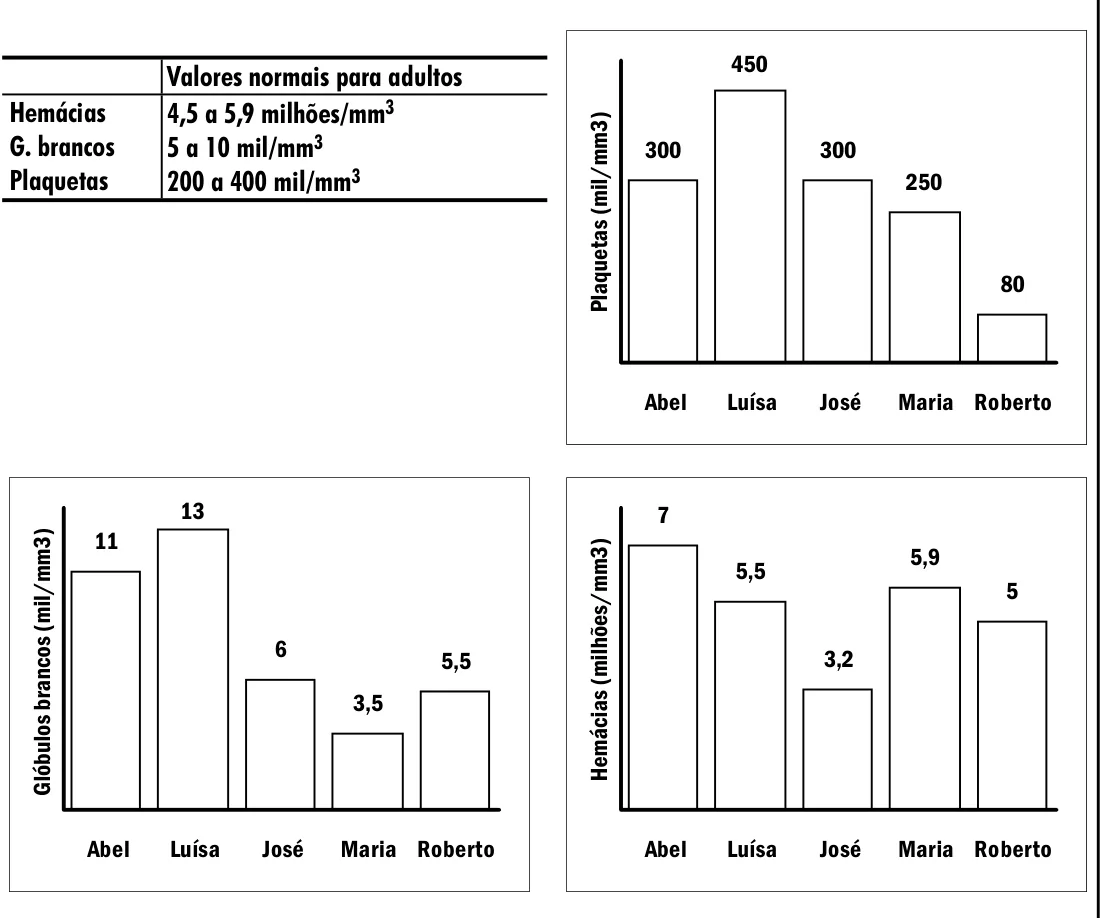 Valores normais para adultos
Hemácias 4,5 a 5,9 milhões/mm³
G. brancos 5 a 10 mil/mm³
Plaquetas 200 a 400 mil/mm³
Plaquetas (mil/mm3)
450
300 300
250
80
Abel Luísa José Maria Roberto
Glóbulos brancos (mil/mm3)
13
11
6
5,5
3,5
Abel Luísa José Maria Roberto
Hemácias (milhões/mm3)
7
5,9
5,5
5
3,2
Abel Luísa José Maria Roberto